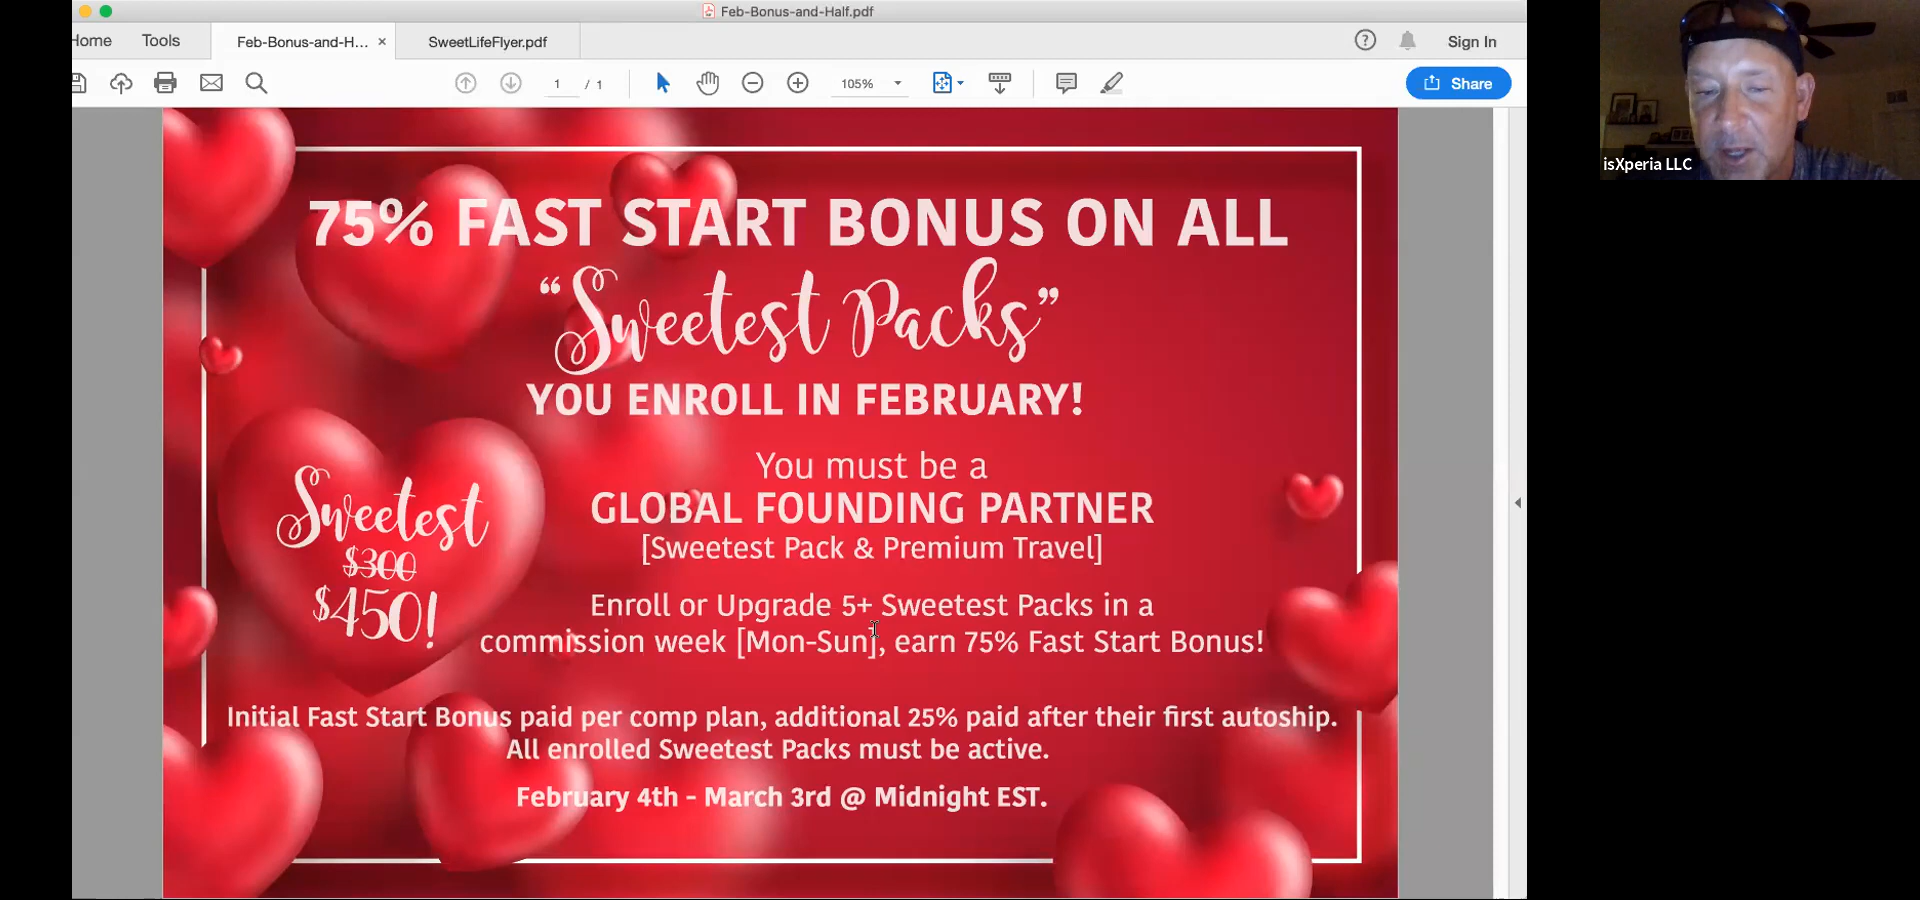 Feb-Bonus-and-Half.pdf
Home Tools Feb-Bonus-and-H... × SweetLifeFlyer.pdf Sign In
1 / 1 105% Share
isXperia LLC
75% FAST START BONUS ON ALL
“Sweetest Packs”
YOU ENROLL IN FEBRUARY!
You must be a
GLOBAL FOUNDING PARTNER
[Sweetest Pack & Premium Travel]
Sweetest
$300
$450!
Enroll or Upgrade 5+ Sweetest Packs in a
commission week [Mon-Sun], earn 75% Fast Start Bonus!
Initial Fast Start Bonus paid per comp plan, additional 25% paid after their first autoship.
All enrolled Sweetest Packs must be active.
February 4th - March 3rd @ Midnight EST.